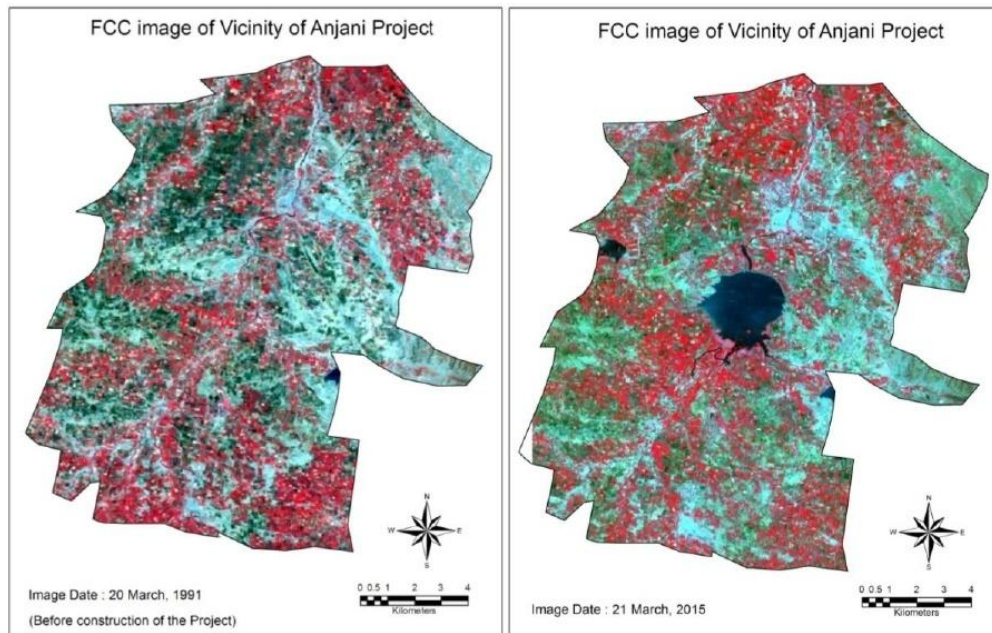 FCC image of Vicinity of Anjani Project
N
W E
S
Image Date : 20 March, 1991
(Before construction of the Project)
0 0.5 1 2 3 4
Kilometers
FCC image of Vicinity of Anjani Project
N
W E
S
Image Date : 21 March, 2015
0 0.5 1 2 3 4
Kilometers